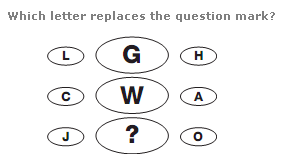 Which letter replaces the question mark?
L G H
C W A
J ? O